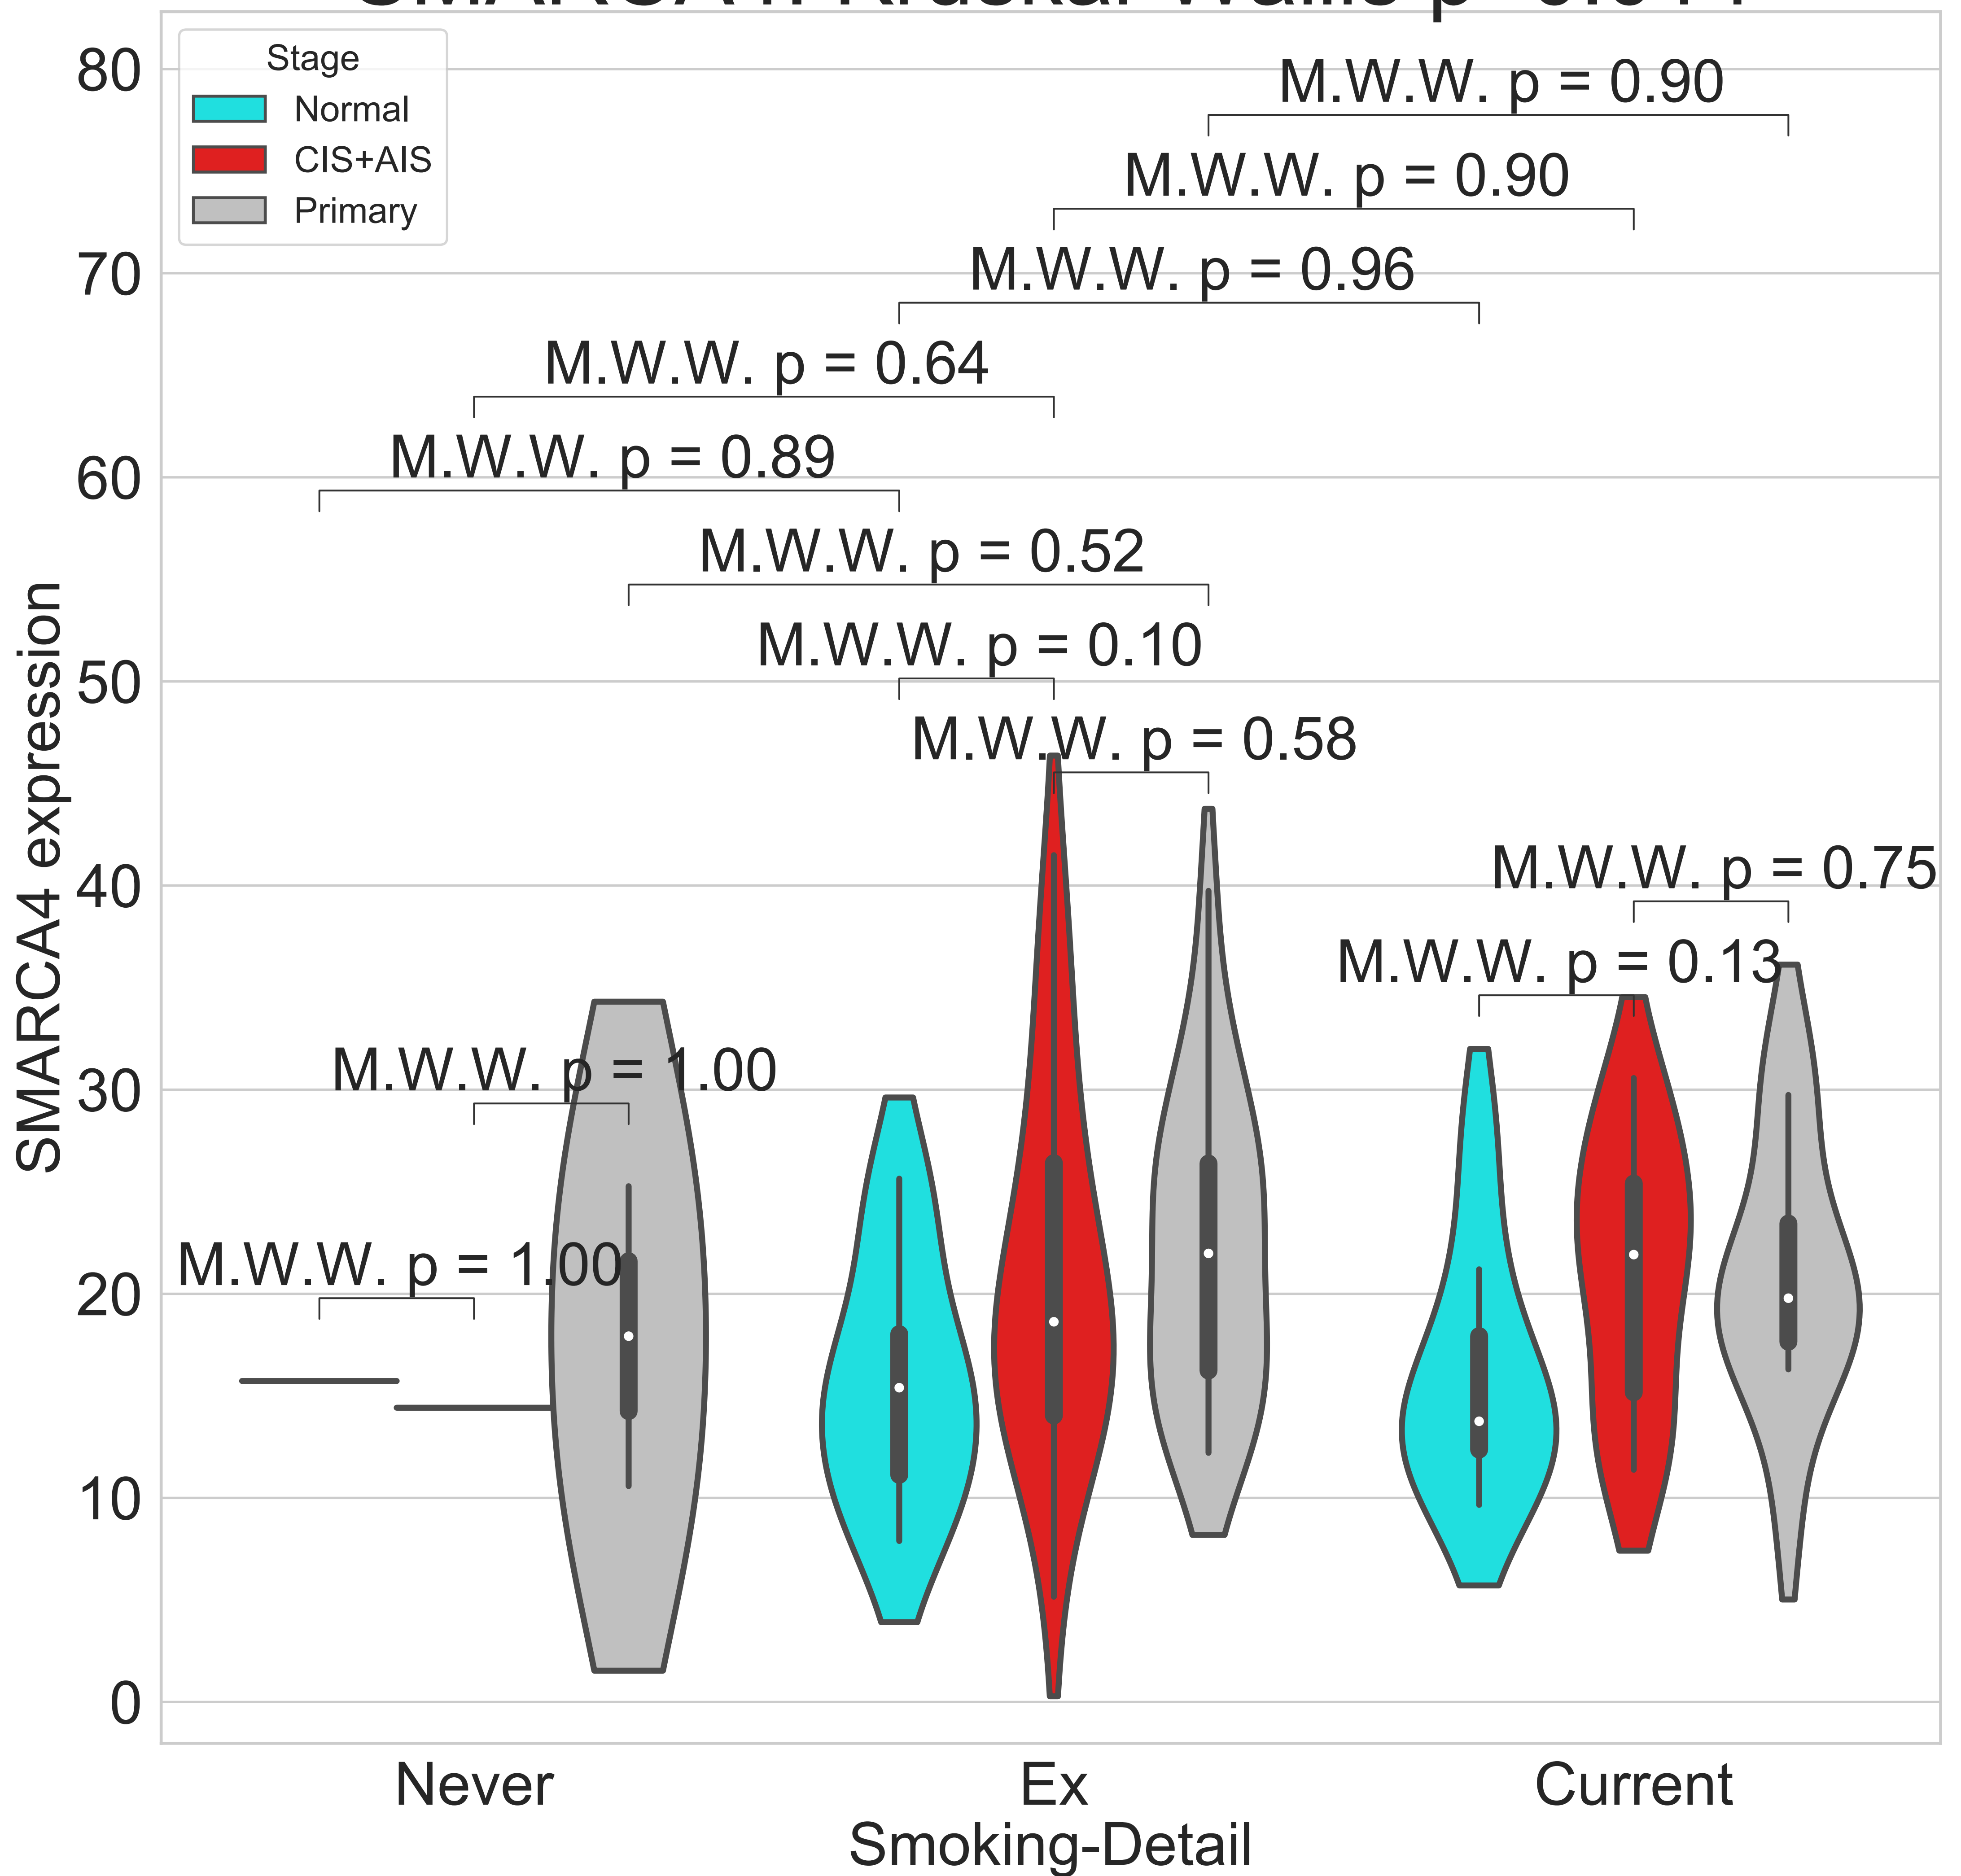 Stage
Normal
CIS+AIS
Primary
M.W.W. p = 0.90
M.W.W. p = 0.90
M.W.W. p = 0.96
M.W.W. p = 0.64
M.W.W. p = 0.89
M.W.W. p = 0.52
M.W.W. p = 0.10
M.W.W. p = 0.58
M.W.W. p = 0.75
M.W.W. p = 0.13
M.W.W. p = 1.00
M.W.W. p = 1.00
80
70
60
50
40
30
20
10
0
SMARCA4 expression
Never
Ex
Current
Smoking-Detail